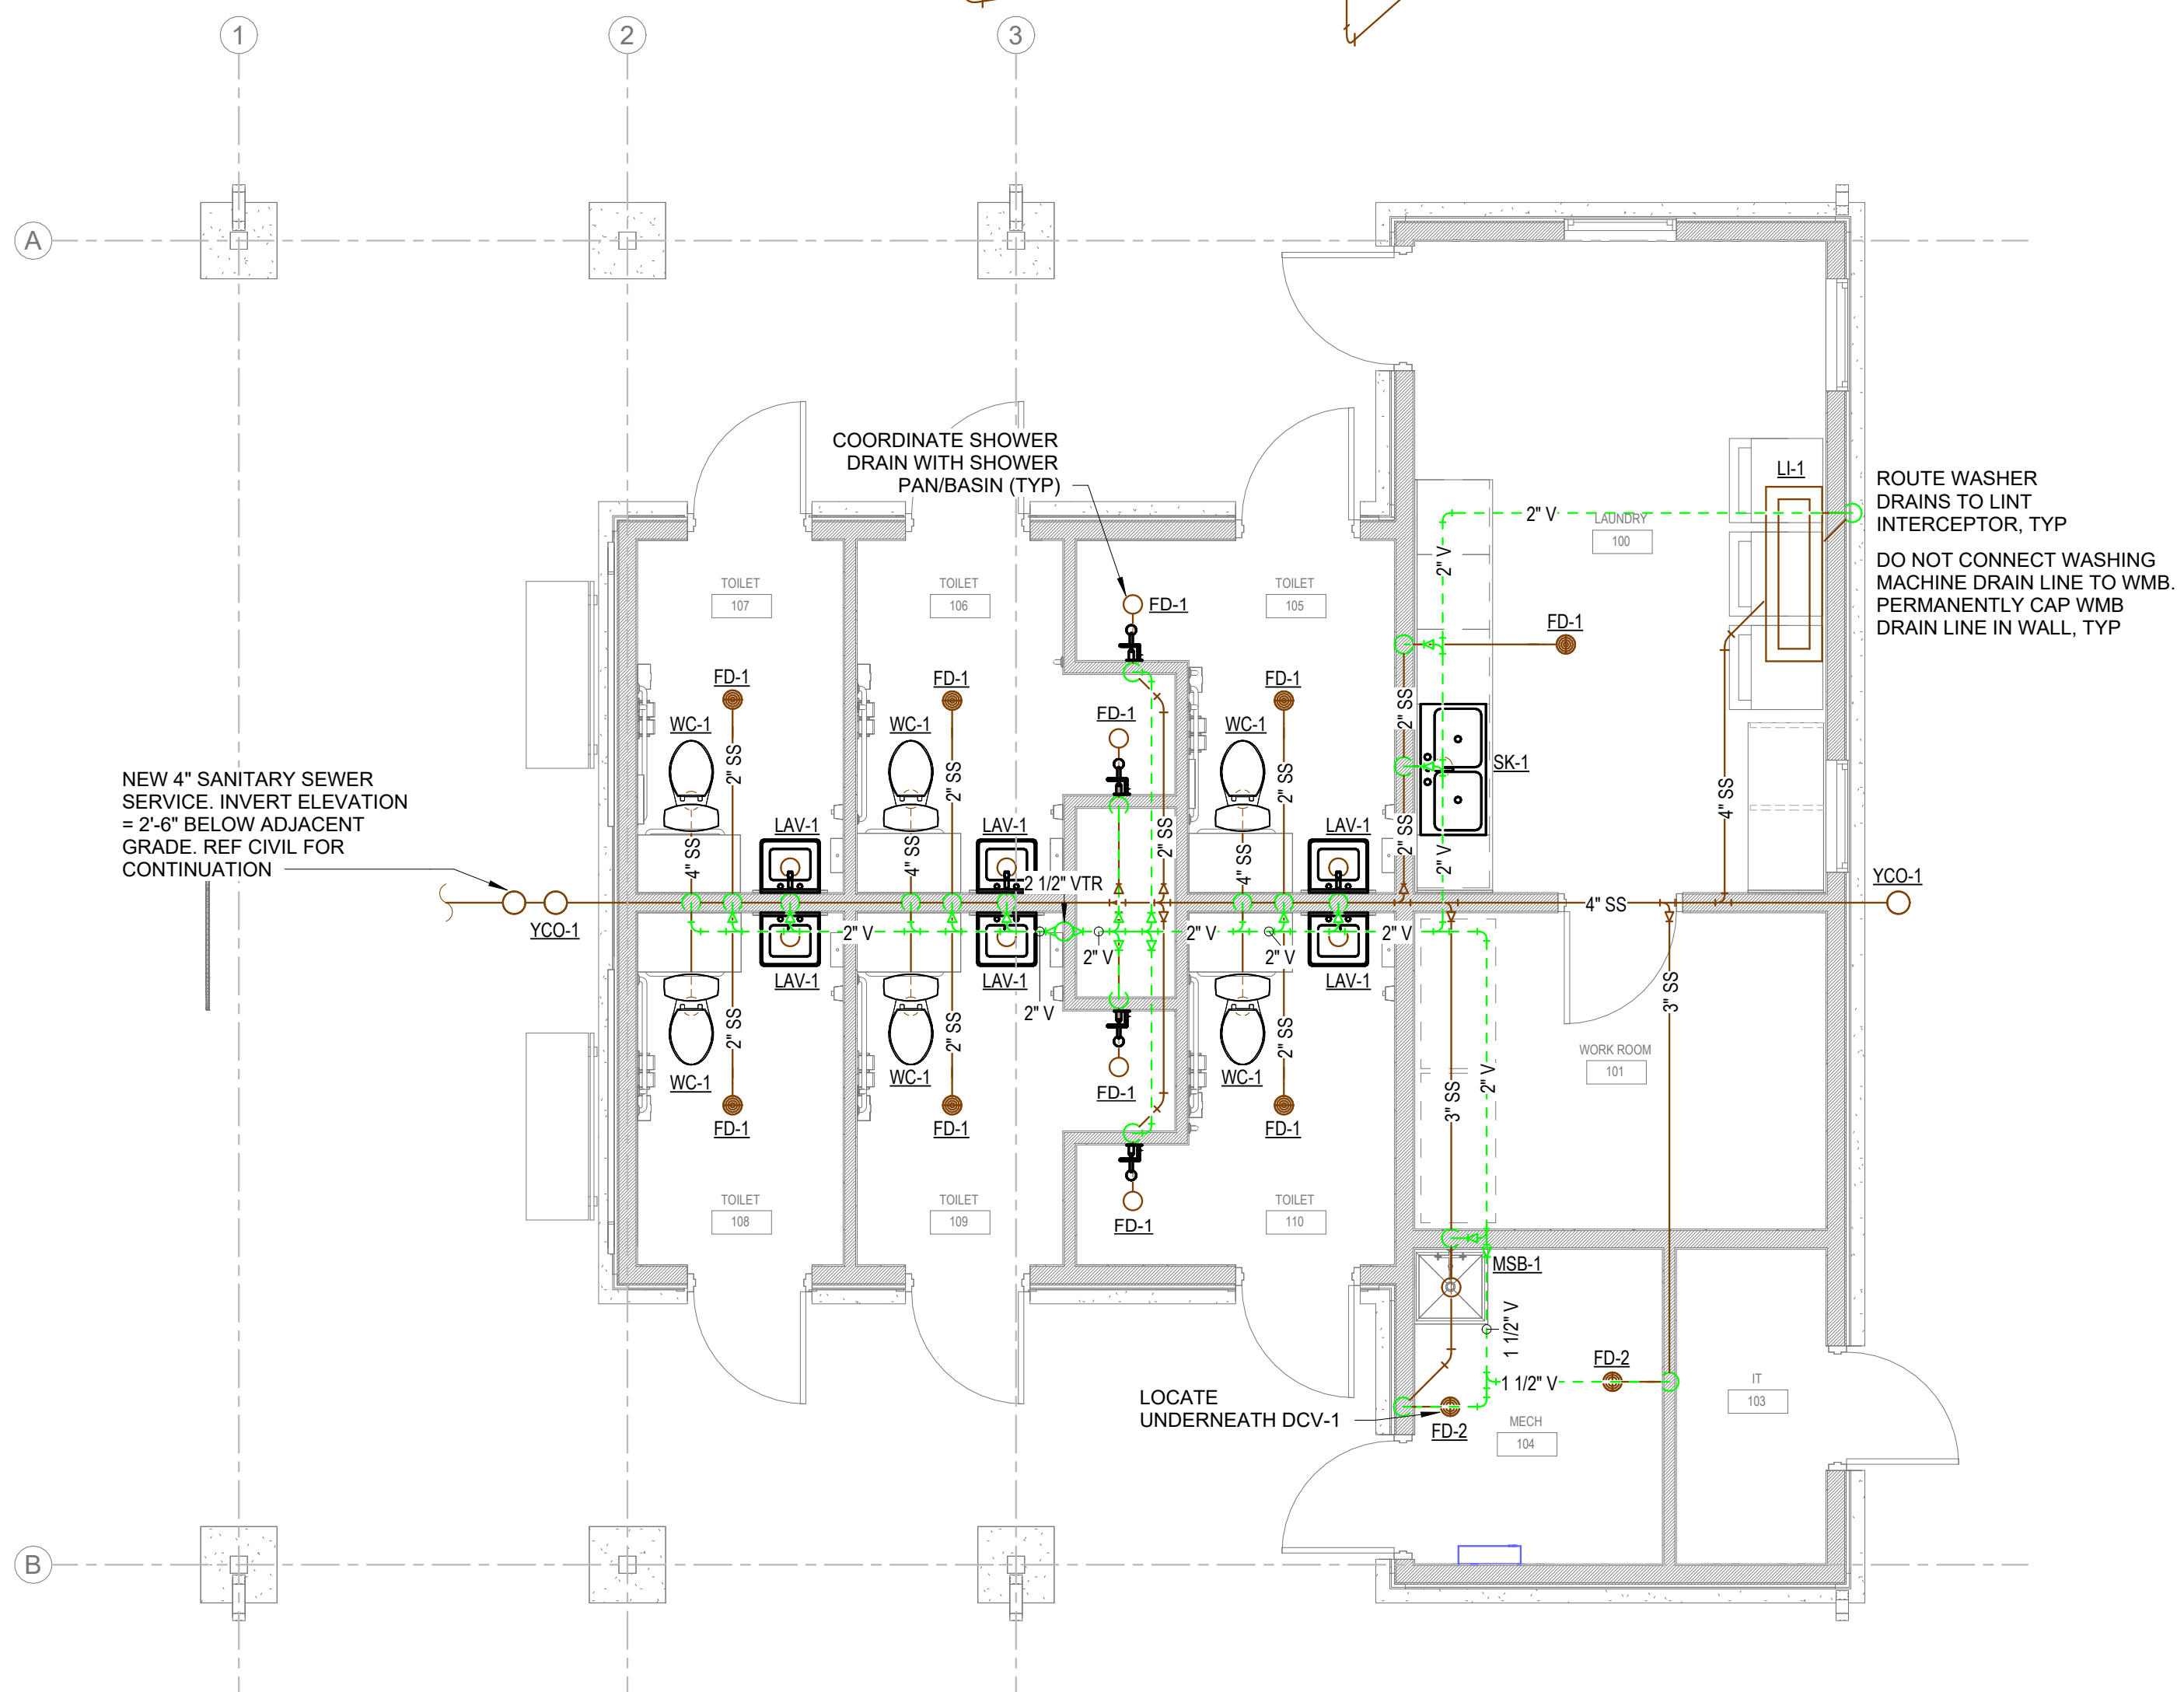 1
2
3
A
COORDINATE SHOWER
DRAIN WITH SHOWER
PAN/BASIN (TYP)
LI-1
ROUTE WASHER
DRAINS TO LINT
INTERCEPTOR, TYP
DO NOT CONNECT WASHING
MACHINE DRAIN LINE TO WMB.
PERMANENTLY CAP WMB
DRAIN LINE IN WALL, TYP
2" V
LAUNDRY
100
2" V
TOILET
107
TOILET
106
FD-1
TOILET
105
FD-1
FD-1
FD-1
FD-1
FD-1
WC-1
WC-1
WC-1
2" SS
2" SS
2" SS
2" SS
SK-1
NEW 4" SANITARY SEWER
SERVICE. INVERT ELEVATION
= 2'-6" BELOW ADJACENT
GRADE. REF CIVIL FOR
CONTINUATION
4" SS
LAV-1
4" SS
LAV-1
2" SS
4" SS
LAV-1
2" SS
2" V
4" SS
2 1/2" VTR
YCO-1
4" SS
YCO-1
2" V
2" V
2" V
2" V
2" V
2" V
LAV-1
LAV-1
LAV-1
2" SS
2" SS
2" SS
3" SS
WORK ROOM
101
WC-1
WC-1
WC-1
3" SS
2" V
FD-1
FD-1
FD-1
FD-1
TOILET
108
TOILET
109
FD-1
TOILET
110
MSB-1
1 1/2" V
FD-2
1 1/2" V
LOCATE
UNDERNEATH DCV-1
FD-2
MECH
104
IT
103
B